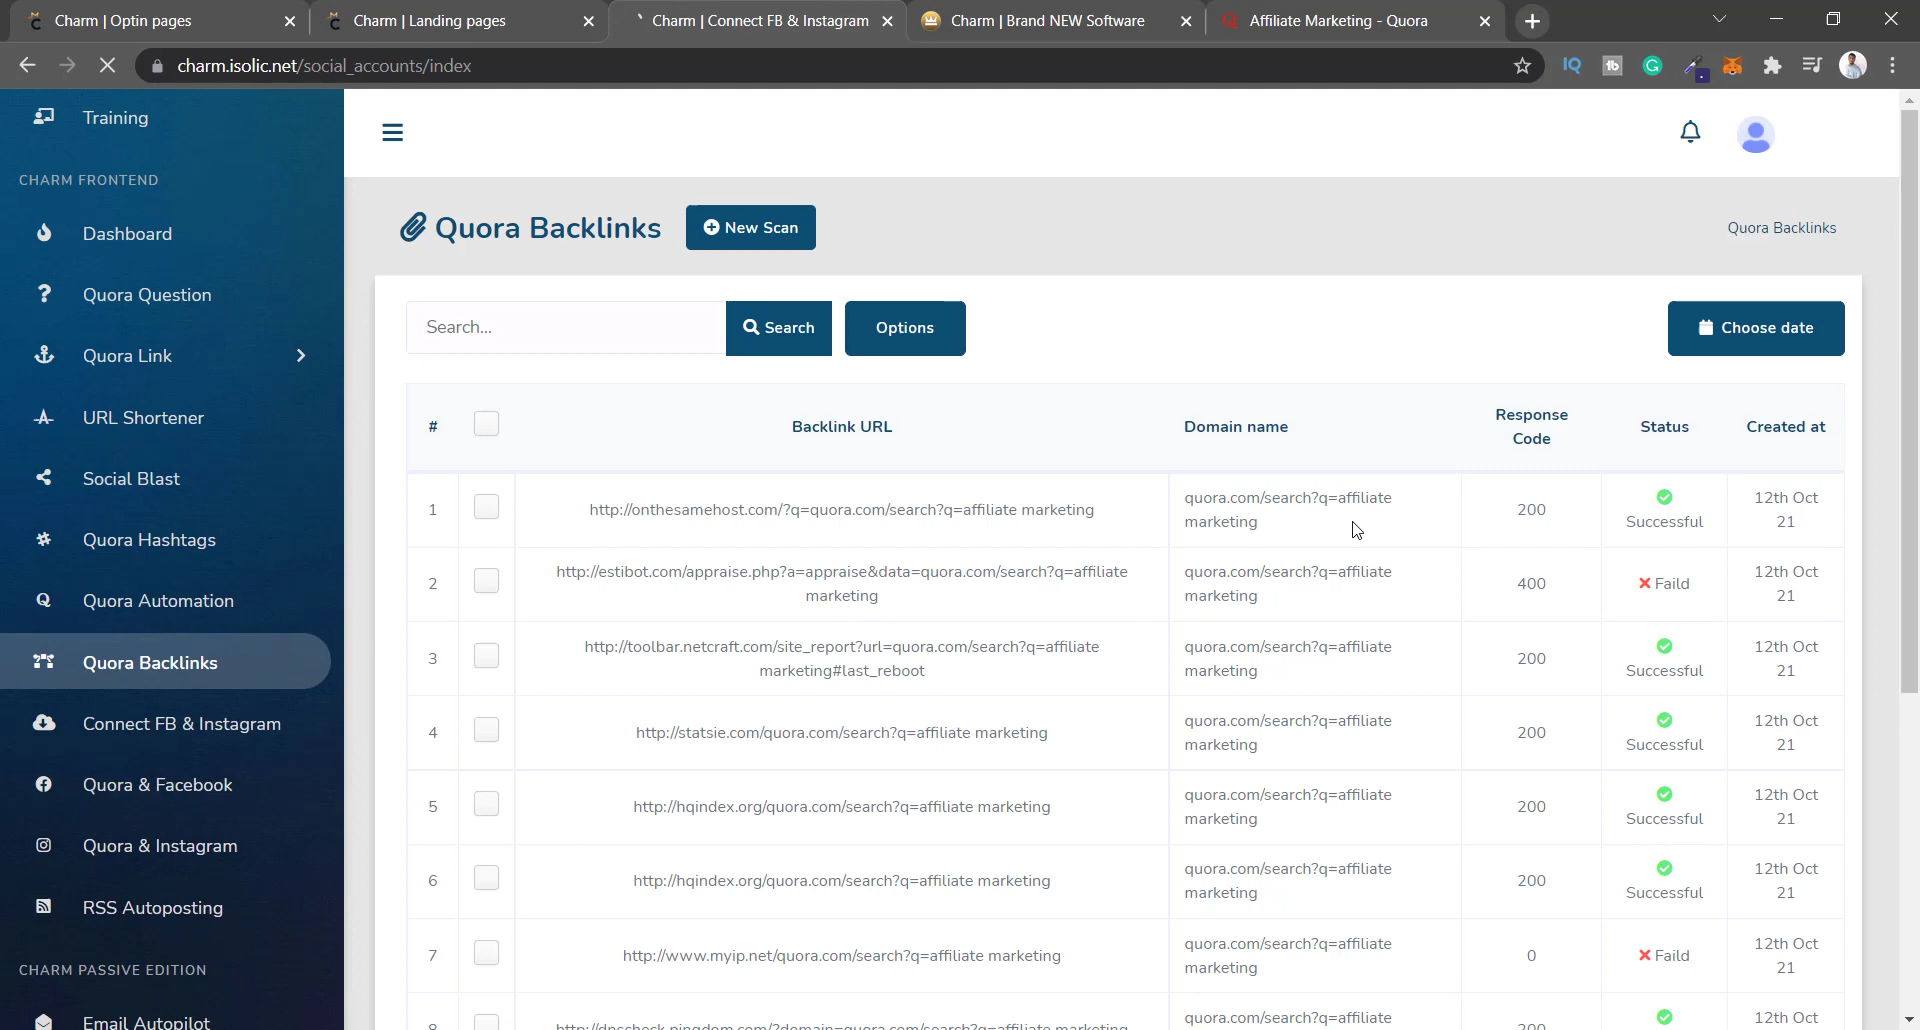 Charm | Optin pages
Charm | Landing pages
Charm | Connect FB & Instagram
Charm | Brand NEW Software
Affiliate Marketing - Quora
charm.isolic.net/social_accounts/index
Training
CHARM FRONTEND
Dashboard
Quora Question
Quora Link
URL Shortener
Social Blast
Quora Hashtags
Quora Automation
Quora Backlinks
Connect FB & Instagram
Quora & Facebook
Quora & Instagram
RSS Autoposting
CHARM PASSIVE EDITION
Email Autopilot
Quora Backlinks
New Scan
Quora Backlinks
Search...
Search
Options
Choose date
# Backlink URL Domain name Response Code Status Created at
1 http://onthesamehost.com/?q=quora.com/search?q=affiliate marketing quora.com/search?q=affiliate marketing 200 Successful 12th Oct 21
2 http://estibot.com/appraise.php?a=appraise&data=quora.com/search?q=affiliate marketing quora.com/search?q=affiliate marketing 400 Faild 12th Oct 21
3 http://toolbar.netcraft.com/site_report?url=quora.com/search?q=affiliate marketing#last_reboot quora.com/search?q=affiliate marketing 200 Successful 12th Oct 21
4 http://statsie.com/quora.com/search?q=affiliate marketing quora.com/search?q=affiliate marketing 200 Successful 12th Oct 21
5 http://hqindex.org/quora.com/search?q=affiliate marketing quora.com/search?q=affiliate marketing 200 Successful 12th Oct 21
6 http://hqindex.org/quora.com/search?q=affiliate marketing quora.com/search?q=affiliate marketing 200 Successful 12th Oct 21
7 http://www.myip.net/quora.com/search?q=affiliate marketing quora.com/search?q=affiliate marketing 0 Faild 12th Oct 21
8 http://dnscheck.pingdom.com/?domain=quora.com/search?q=affiliate marketing quora.com/search?q=affiliate 200 12th Oct